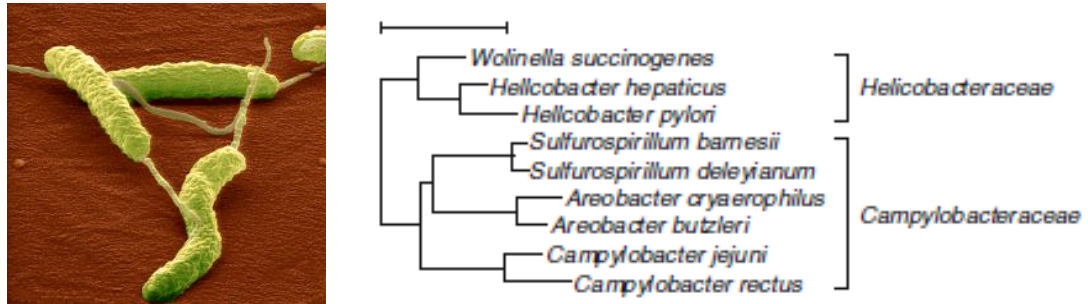 Wolinella succinogenes
Hellcobacter hepaticus
Helicobacteraceae
Hellcobacter pylori
Sulfurospirillum barnesii
Sulfurospirillum deleyianum
Areobacter cryaerophilus
Campylobacteraceae
Areobacter butzleri
Campylobacter jejuni
Campylobacter rectus